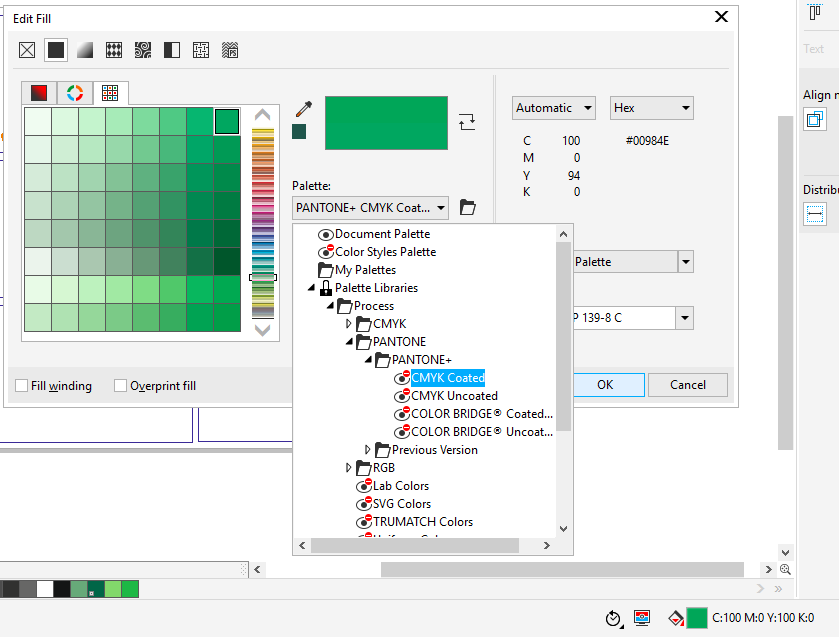 Edit Fill
Text
Align n
Automatic
Hex
C 100
#00984E
M 0
Y 94
K 0
Palette:
PANTONE+ CMYK Coat...
Distribu
Document Palette
Color Styles Palette
My Palettes
Palette Libraries
Process
CMYK
PANTONE
PANTONE+
CMYK Coated
CMYK Uncoated
COLOR BRIDGE® Coated...
COLOR BRIDGE® Uncoat...
Previous Version
RGB
Lab Colors
SVG Colors
TRUMATCH Colors
Palette
P 139-8 C
Fill winding
Overprint fill
OK
Cancel
C:100 M:0 Y:100 K:0